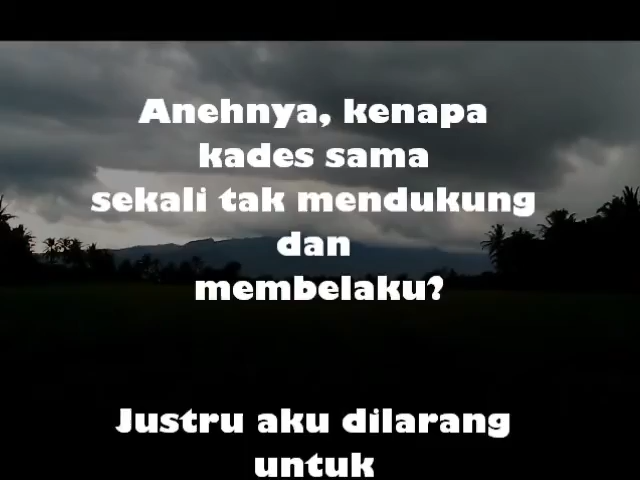 Anehnya, kenapa
kades sama
sekali tak mendukung
dan
membelaku?
Justru aku dilarang
untuk